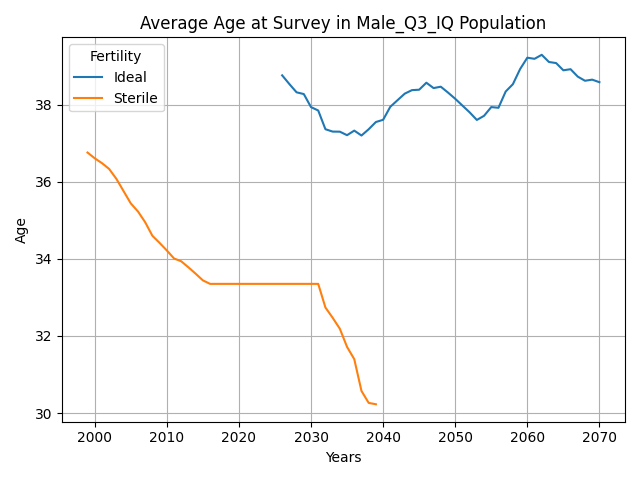 Average Age at Survey in Male_Q3_IQ Population
Fertility
Ideal
Sterile
Age
38
36
34
32
30
2000 2010 2020 2030 2040 2050 2060 2070
Years